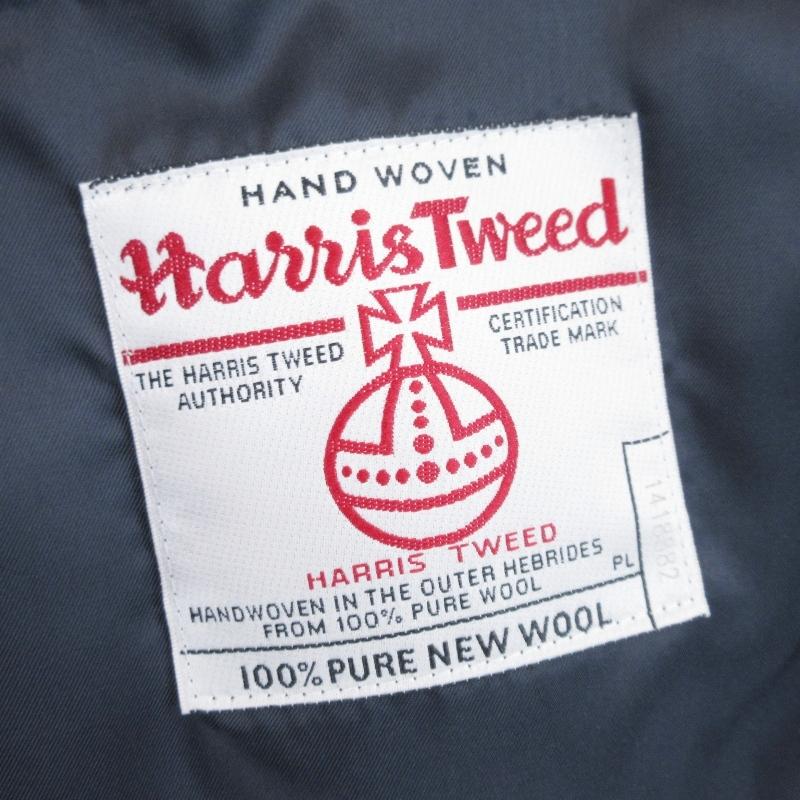 HAND WOVEN
Harris Tweed
THE HARRIS TWEED
AUTHORITY
CERTIFICATION
TRADE MARK
HARRIS TWEED
HANDWOVEN IN THE OUTER HEBRIDES
FROM 100% PURE WOOL
PL
100% PURE NEW WOOL